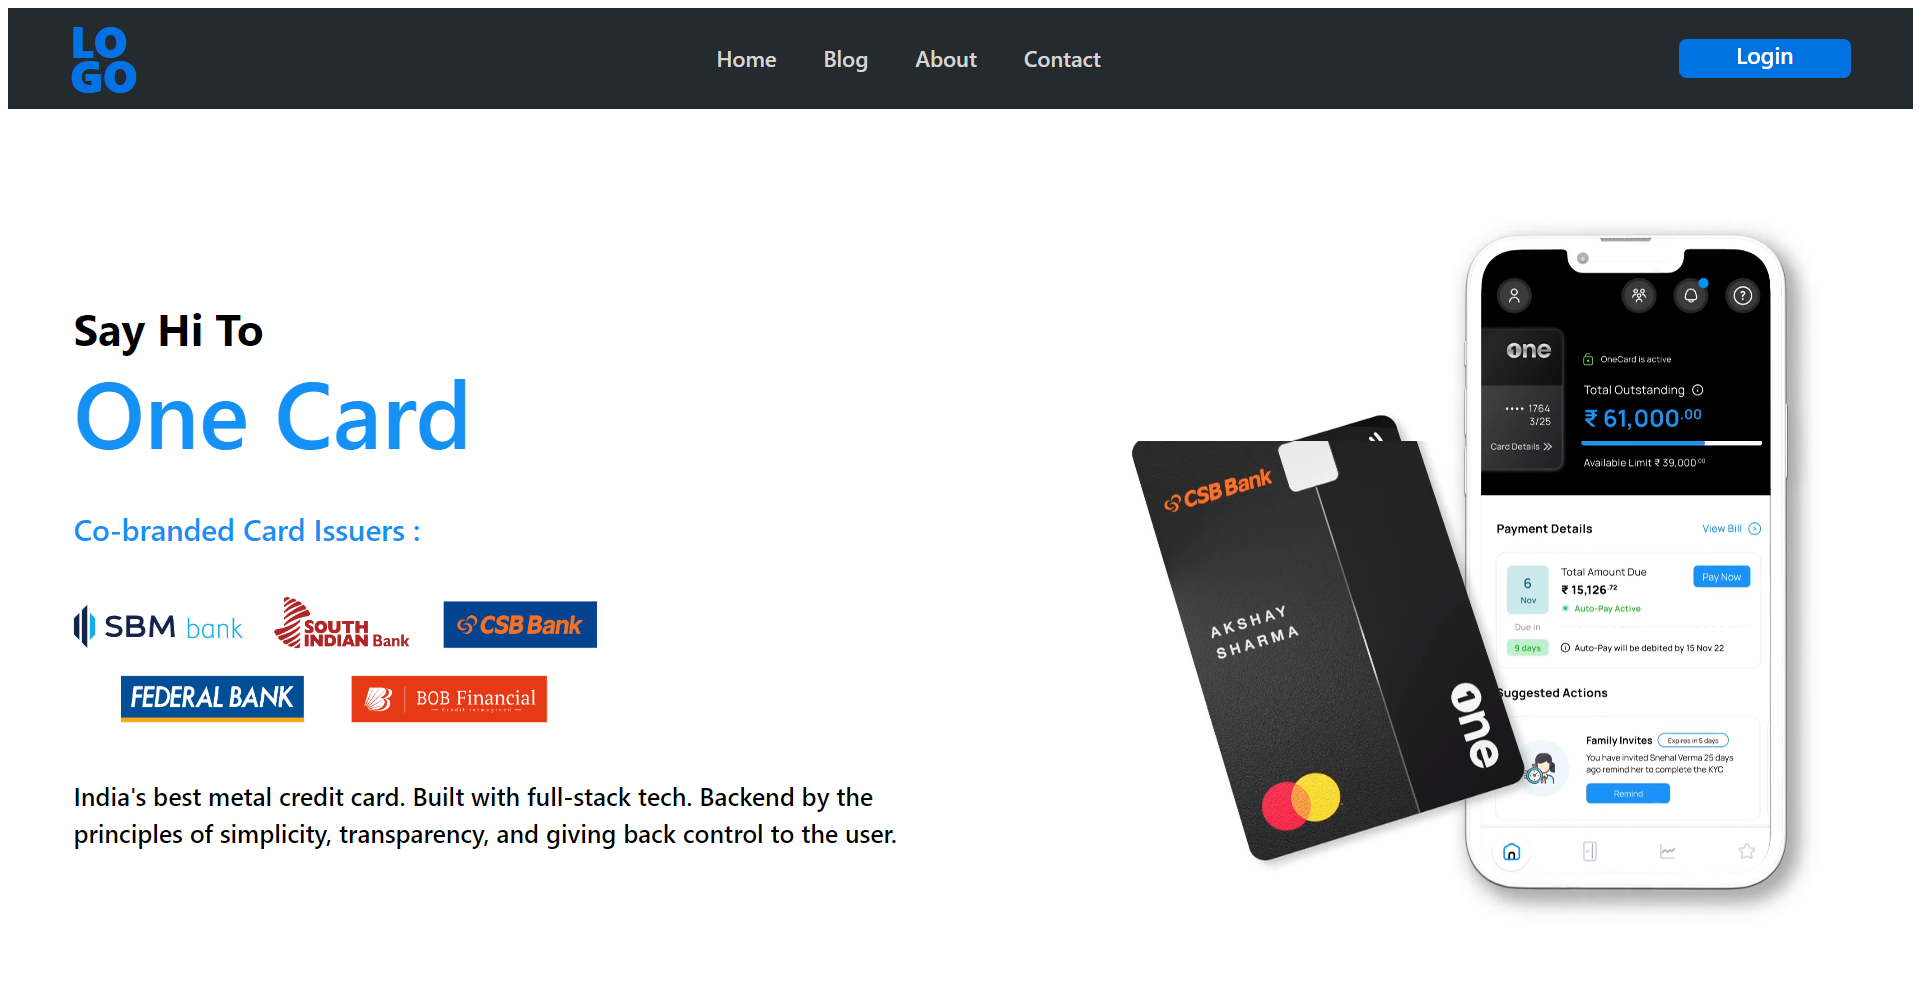 LO
GO
Home
Blog
About
Contact
Login
Say Hi To
One Card
Co-branded Card Issuers :
SBM bank
SOUTH
INDIAN Bank
CSB Bank
FEDERAL BANK
BOB Financial
Credit reimagined
India's best metal credit card. Built with full-stack tech. Backend by the
principles of simplicity, transparency, and giving back control to the user.
CSB Bank
AKSHAY
SHARMA
one
one
•••• 1764
3/25
Card Details >>
OneCard is active
Total Outstanding
₹ 61,000.00
Available Limit ₹ 39,000.00
Payment Details
View Bill
6
Nov
Due in
9 days
Total Amount Due
₹ 15,126.72
Auto-Pay Active
Pay Now
Auto-Pay will be debited by 15 Nov 22
Suggested Actions
Family Invites
Expires in 5 days
You have invited Snehal Verma 25 days
ago remind her to complete the KYC
Remind